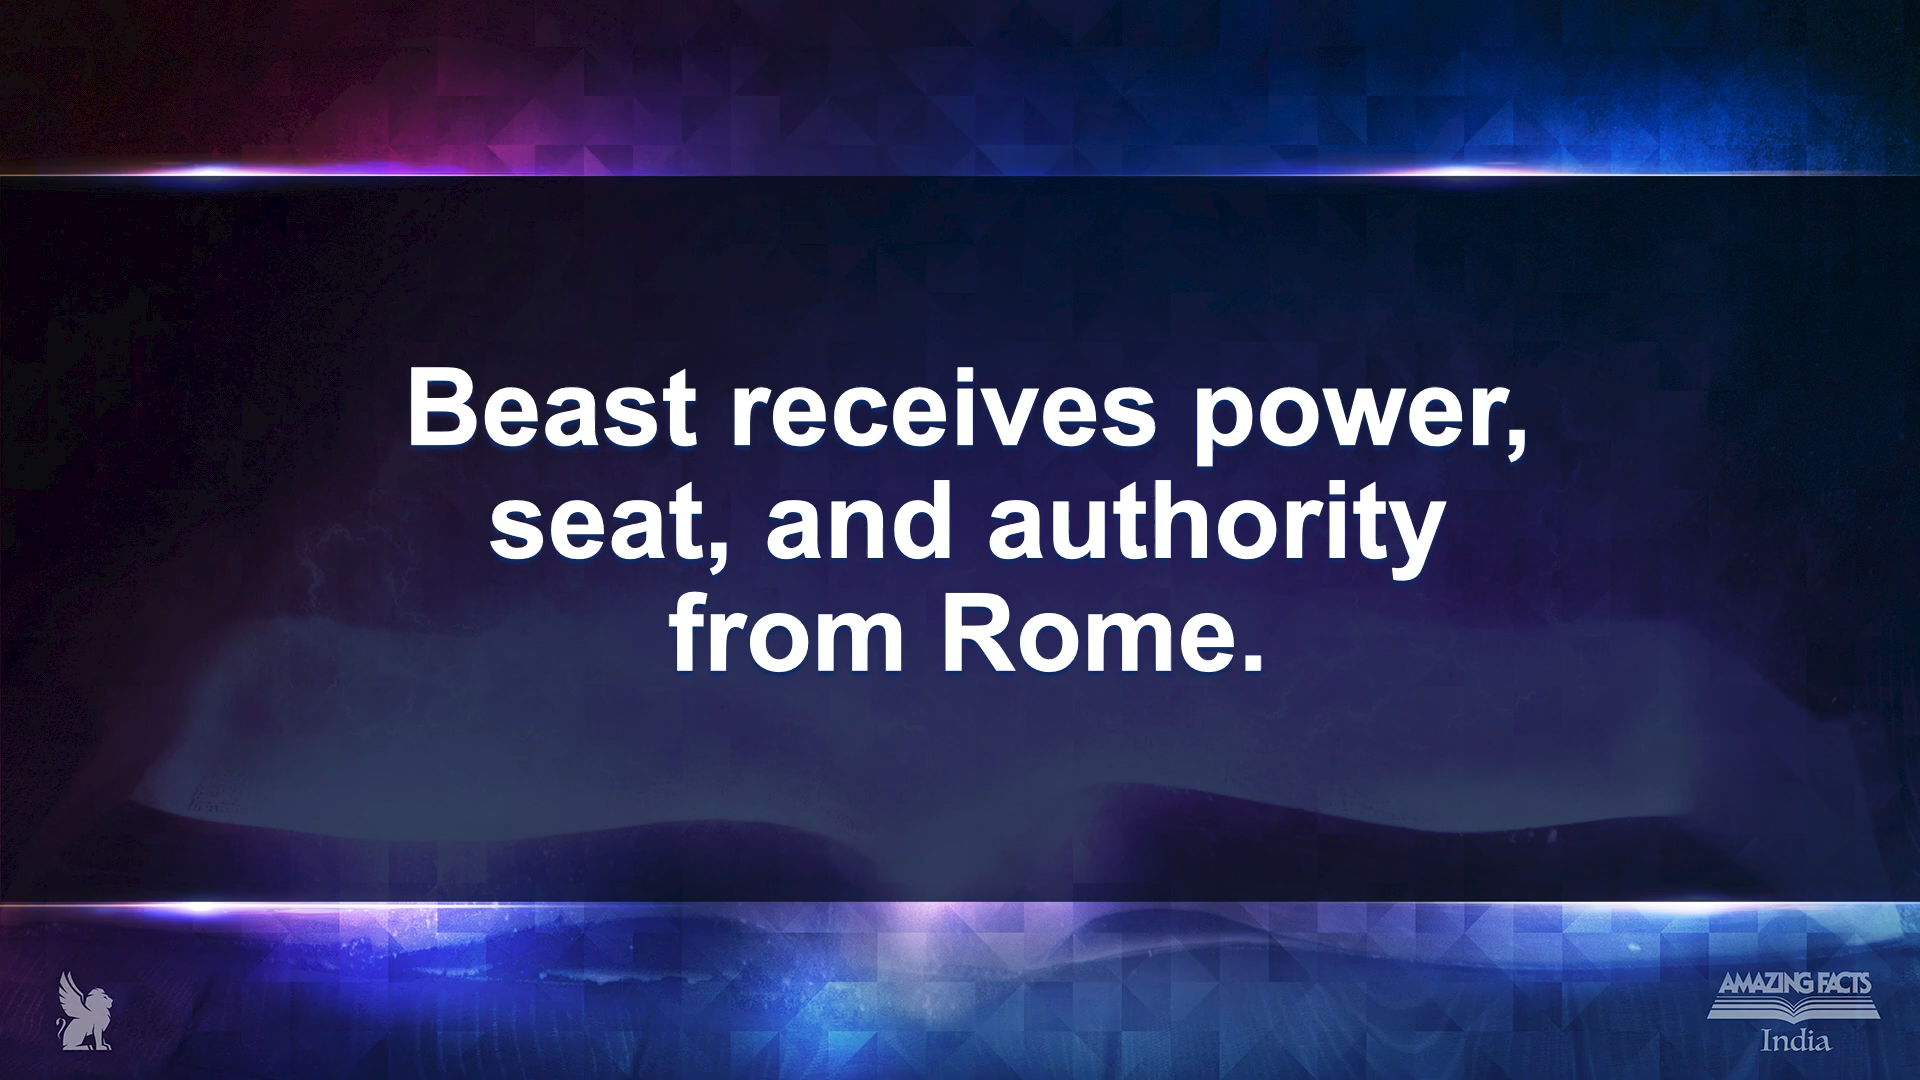 Beast receives power,
seat, and authority
from Rome.
AMAZING FACTS
India